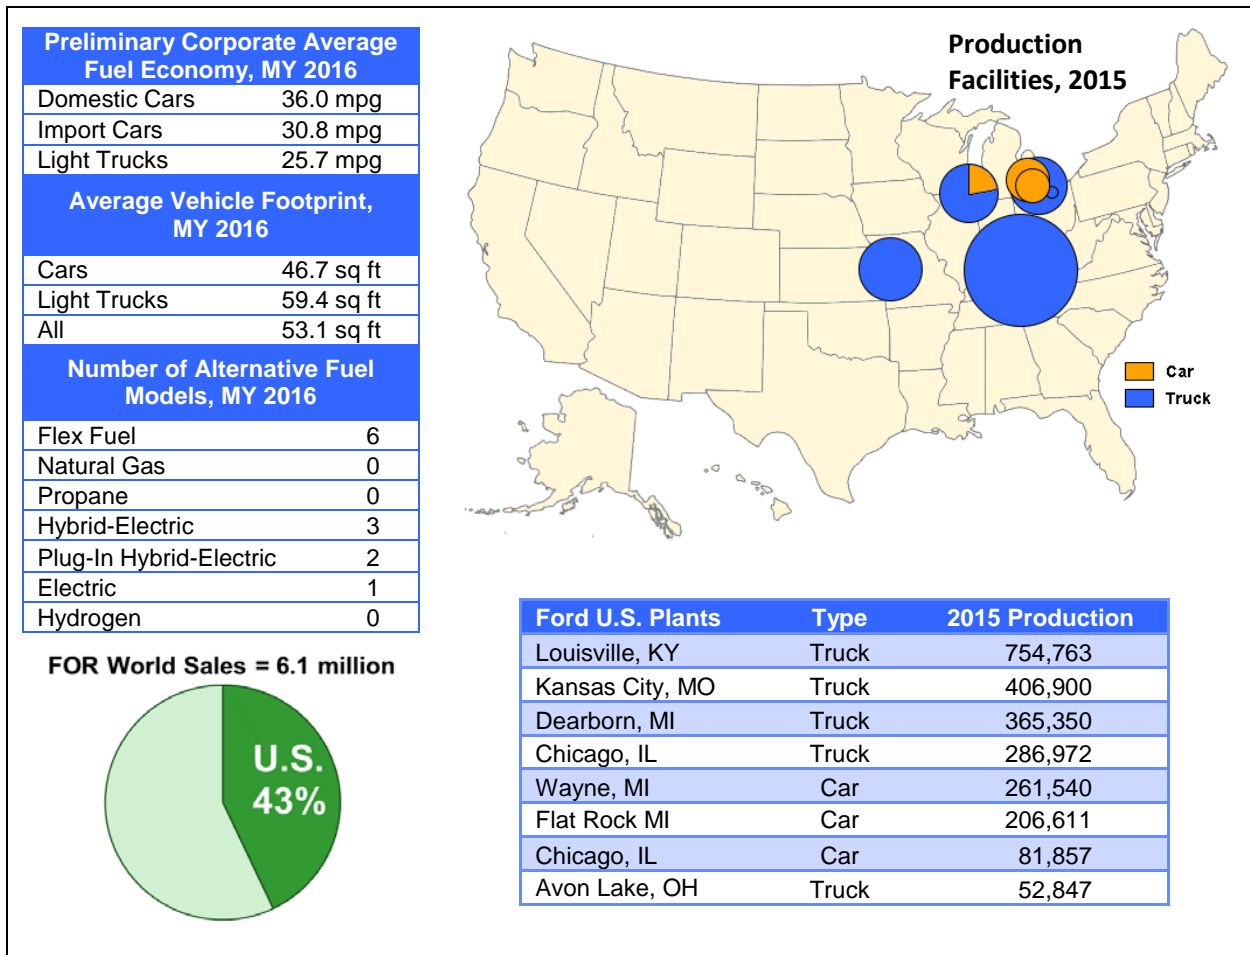 Preliminary Corporate Average
Fuel Economy, MY 2016
Domestic Cars 36.0 mpg
Import Cars 30.8 mpg
Light Trucks 25.7 mpg
Average Vehicle Footprint,
MY 2016
Cars 46.7 sq ft
Light Trucks 59.4 sq ft
All 53.1 sq ft
Number of Alternative Fuel
Models, MY 2016
Flex Fuel 6
Natural Gas 0
Propane 0
Hybrid-Electric 3
Plug-In Hybrid-Electric 2
Electric 1
Hydrogen 0
FOR World Sales = 6.1 million
U.S.
43%
Production
Facilities, 2015
Car
Truck
Ford U.S. Plants Type 2015 Production
Louisville, KY Truck 754,763
Kansas City, MO Truck 406,900
Dearborn, MI Truck 365,350
Chicago, IL Truck 286,972
Wayne, MI Car 261,540
Flat Rock MI Car 206,611
Chicago, IL Car 81,857
Avon Lake, OH Truck 52,847